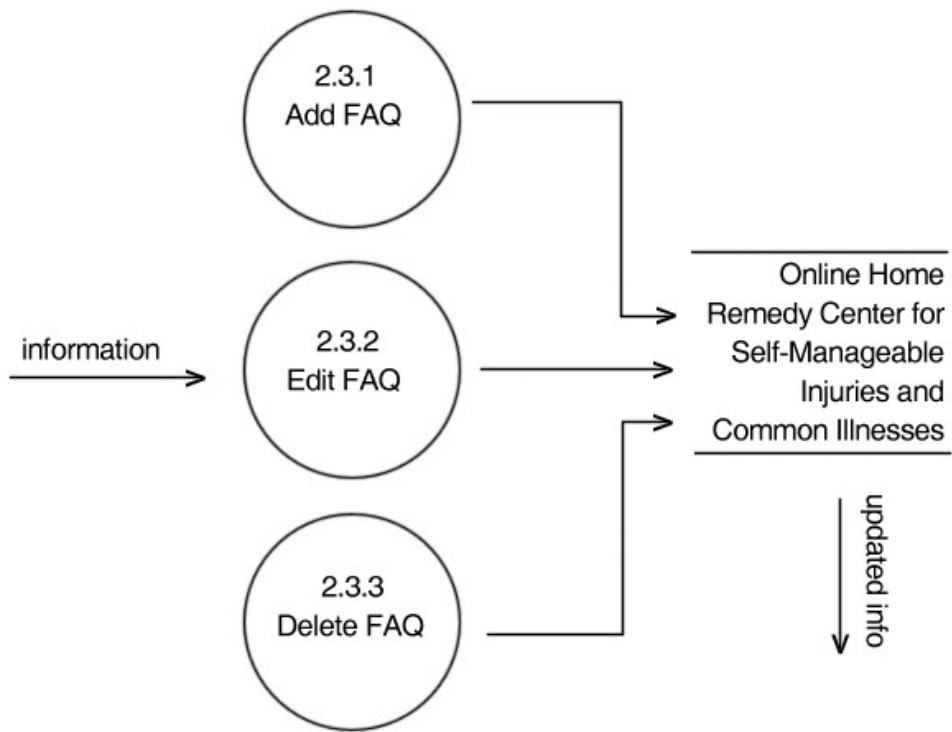 2.3.1
Add FAQ
information
2.3.2
Edit FAQ
2.3.3
Delete FAQ
Online Home
Remedy Center for
Self-Manageable
Injuries and
Common Illnesses
updated info